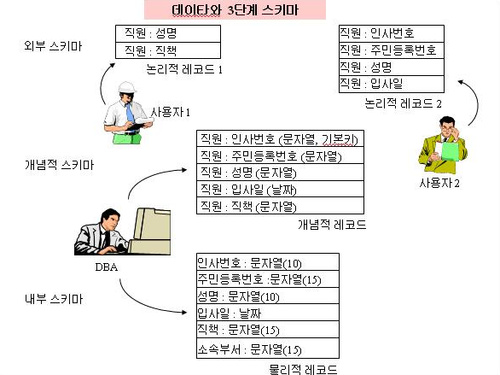 데이타와 3단계 스키마
외부 스키마
직원 : 성명
직원 : 직책
논리적 레코드 1
사용자1
직원 : 인사번호
직원 : 주민등록번호
직원 : 성명
직원 : 입사일
논리적 레코드 2
사용자2
개념적 스키마
직원 : 인사번호 (문자열, 기본키)
직원 : 주민등록번호 (문자열)
직원 : 성명 (문자열)
직원 : 입사일 (날짜)
직원 : 직책 (문자열)
개념적 레코드
DBA
내부 스키마
인사번호 : 문자열(10)
주민등록번호 :문자열(15)
성명 : 문자열(10)
입사일 : 날짜
직책 : 문자열(15)
소속부서 : 문자열(15)
물리적 레코드